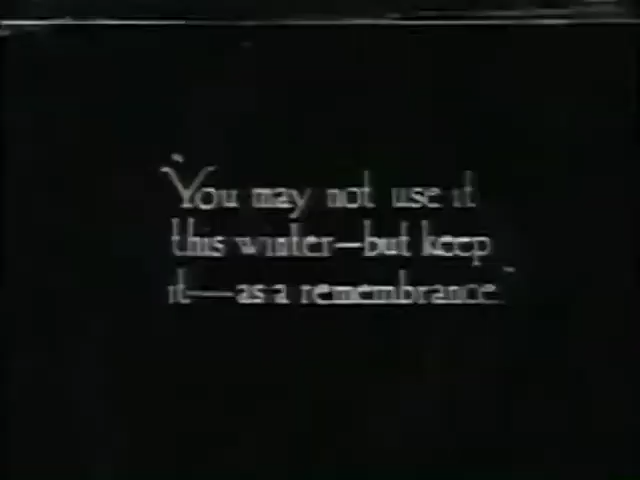 "You may not use it
this winter—but keep
it—as a remembrance."